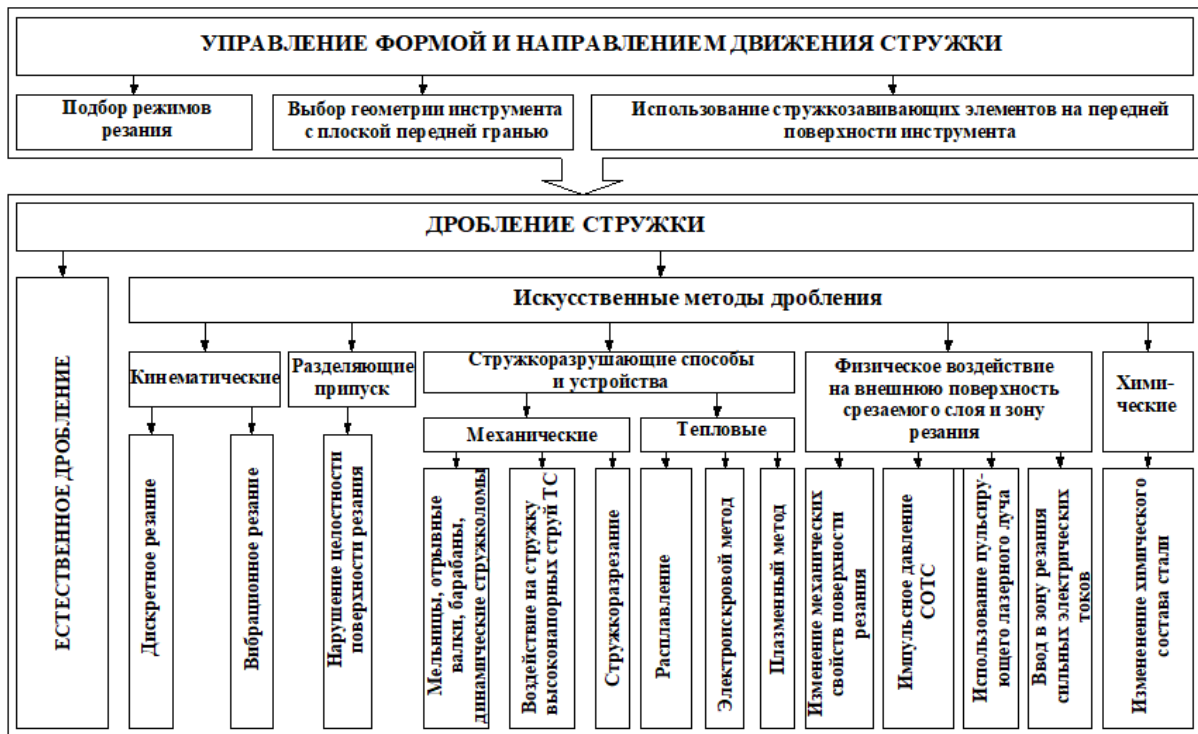 УПРАВЛЕНИЕ ФОРМОЙ И НАПРАВЛЕНИЕМ ДВИЖЕНИЯ СТРУЖКИ
Подбор режимов
резания
Выбор геометрии инструмента
с плоской передней гранью
Использование стружкозавивающих элементов на передней
поверхности инструмента
ДРОБЛЕНИЕ СТРУЖКИ
ЕСТЕСТВЕННОЕ ДРОБЛЕНИЕ
Искусственные методы дробления
Кинематические
Разделяющие
припуск
Стружкоразрушающие способы
и устройства
Физическое воздействие
на внешнюю поверхность
срезаемого слоя и зону
резания
Хими-
ческие
Механические
Тепловые
Дискретное резание
Вибрационное резание
Нарушение целостности
поверхности резания
Мельницы, отрывные
валки, барабаны,
динамические стружколомы
Воздействие на стружку
высоконапорных струй ТС
Стружкоразрезание
Расплавление
Электроискровой метод
Плазменный метод
Изменение механических
свойств поверхности
резания
Импульсное давление
СОТС
Использование пульсиру-
ющего лазерного луча
Ввод в зону резания
сильных электрических
токов
Измененение химического
состава стали